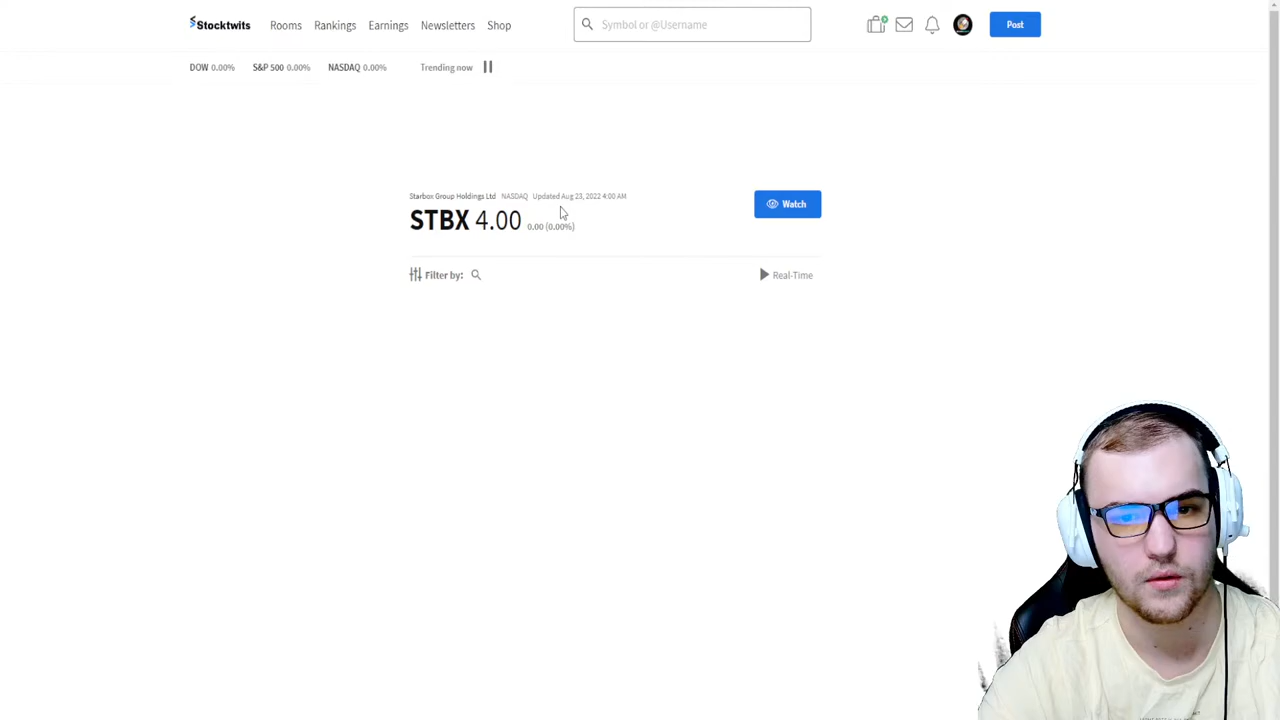 Stocktwits Rooms Rankings Earnings Newsletters Shop Symbol or @Username Post
DOW 0.00% S&P 500 0.00% NASDAQ 0.00% Trending now
Starbox Group Holdings Ltd NASDAQ Updated Aug 23, 2022 4:00 AM
STBX 4.00 0.00 (0.00%)
Watch
Filter by: Real-Time